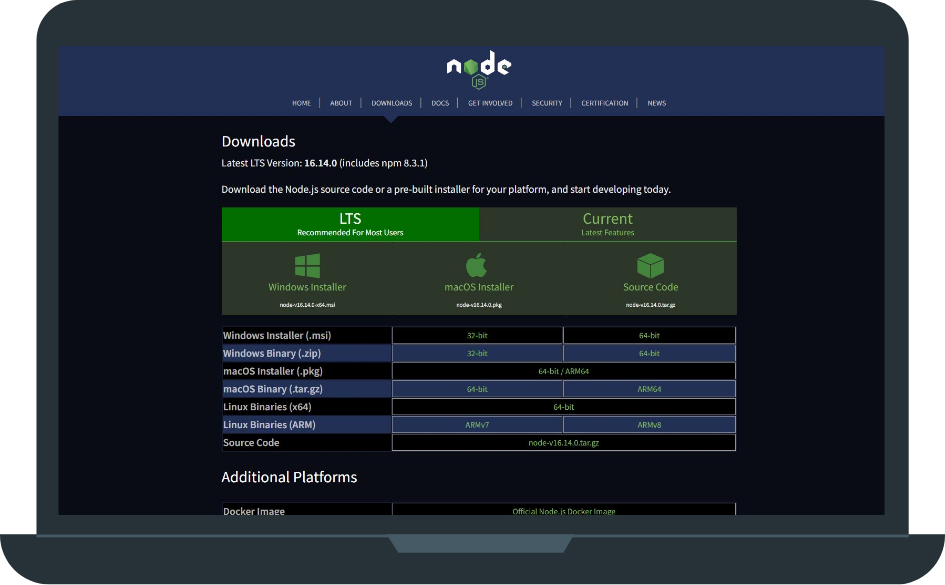 node
JS
HOME | ABOUT | DOWNLOADS | DOCS | GET INVOLVED | SECURITY | CERTIFICATION | NEWS
Downloads
Latest LTS Version: 16.14.0 (includes npm 8.3.1)
Download the Node.js source code or a pre-built installer for your platform, and start developing today.
LTS Current
Recommended For Most Users Latest Features
Windows Installer macOS Installer Source Code
node-v16.14.0-x64.msi node-v16.14.0.pkg node-v16.14.0.tar.gz
Windows Installer (.msi) 32-bit 64-bit
Windows Binary (.zip) 32-bit 64-bit
macOS Installer (.pkg) 64-bit / ARM64
macOS Binary (.tar.gz) 64-bit ARM64
Linux Binaries (x64) 64-bit
Linux Binaries (ARM) ARMv7 ARMv8
Source Code node-v16.14.0.tar.gz
Additional Platforms
Docker Image Official Node.js Docker Image